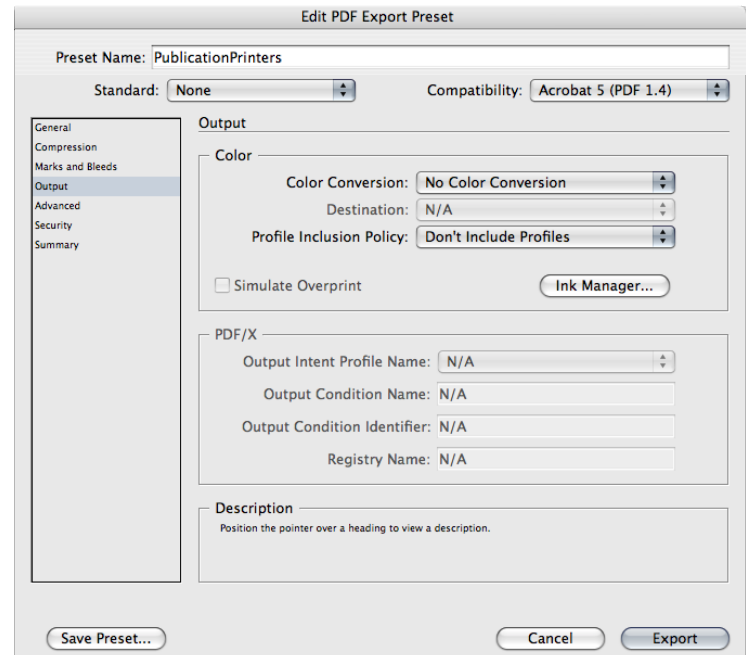 Edit PDF Export Preset
Preset Name: PublicationPrinters
Standard: None Compatibility: Acrobat 5 (PDF 1.4)
General
Compression
Marks and Bleeds
Output
Advanced
Security
Summary
Output
Color
Color Conversion: No Color Conversion
Destination: N/A
Profile Inclusion Policy: Don't Include Profiles
Simulate Overprint Ink Manager...
PDF/X
Output Intent Profile Name: N/A
Output Condition Name: N/A
Output Condition Identifier: N/A
Registry Name: N/A
Description
Position the pointer over a heading to view a description.
Save Preset... Cancel Export